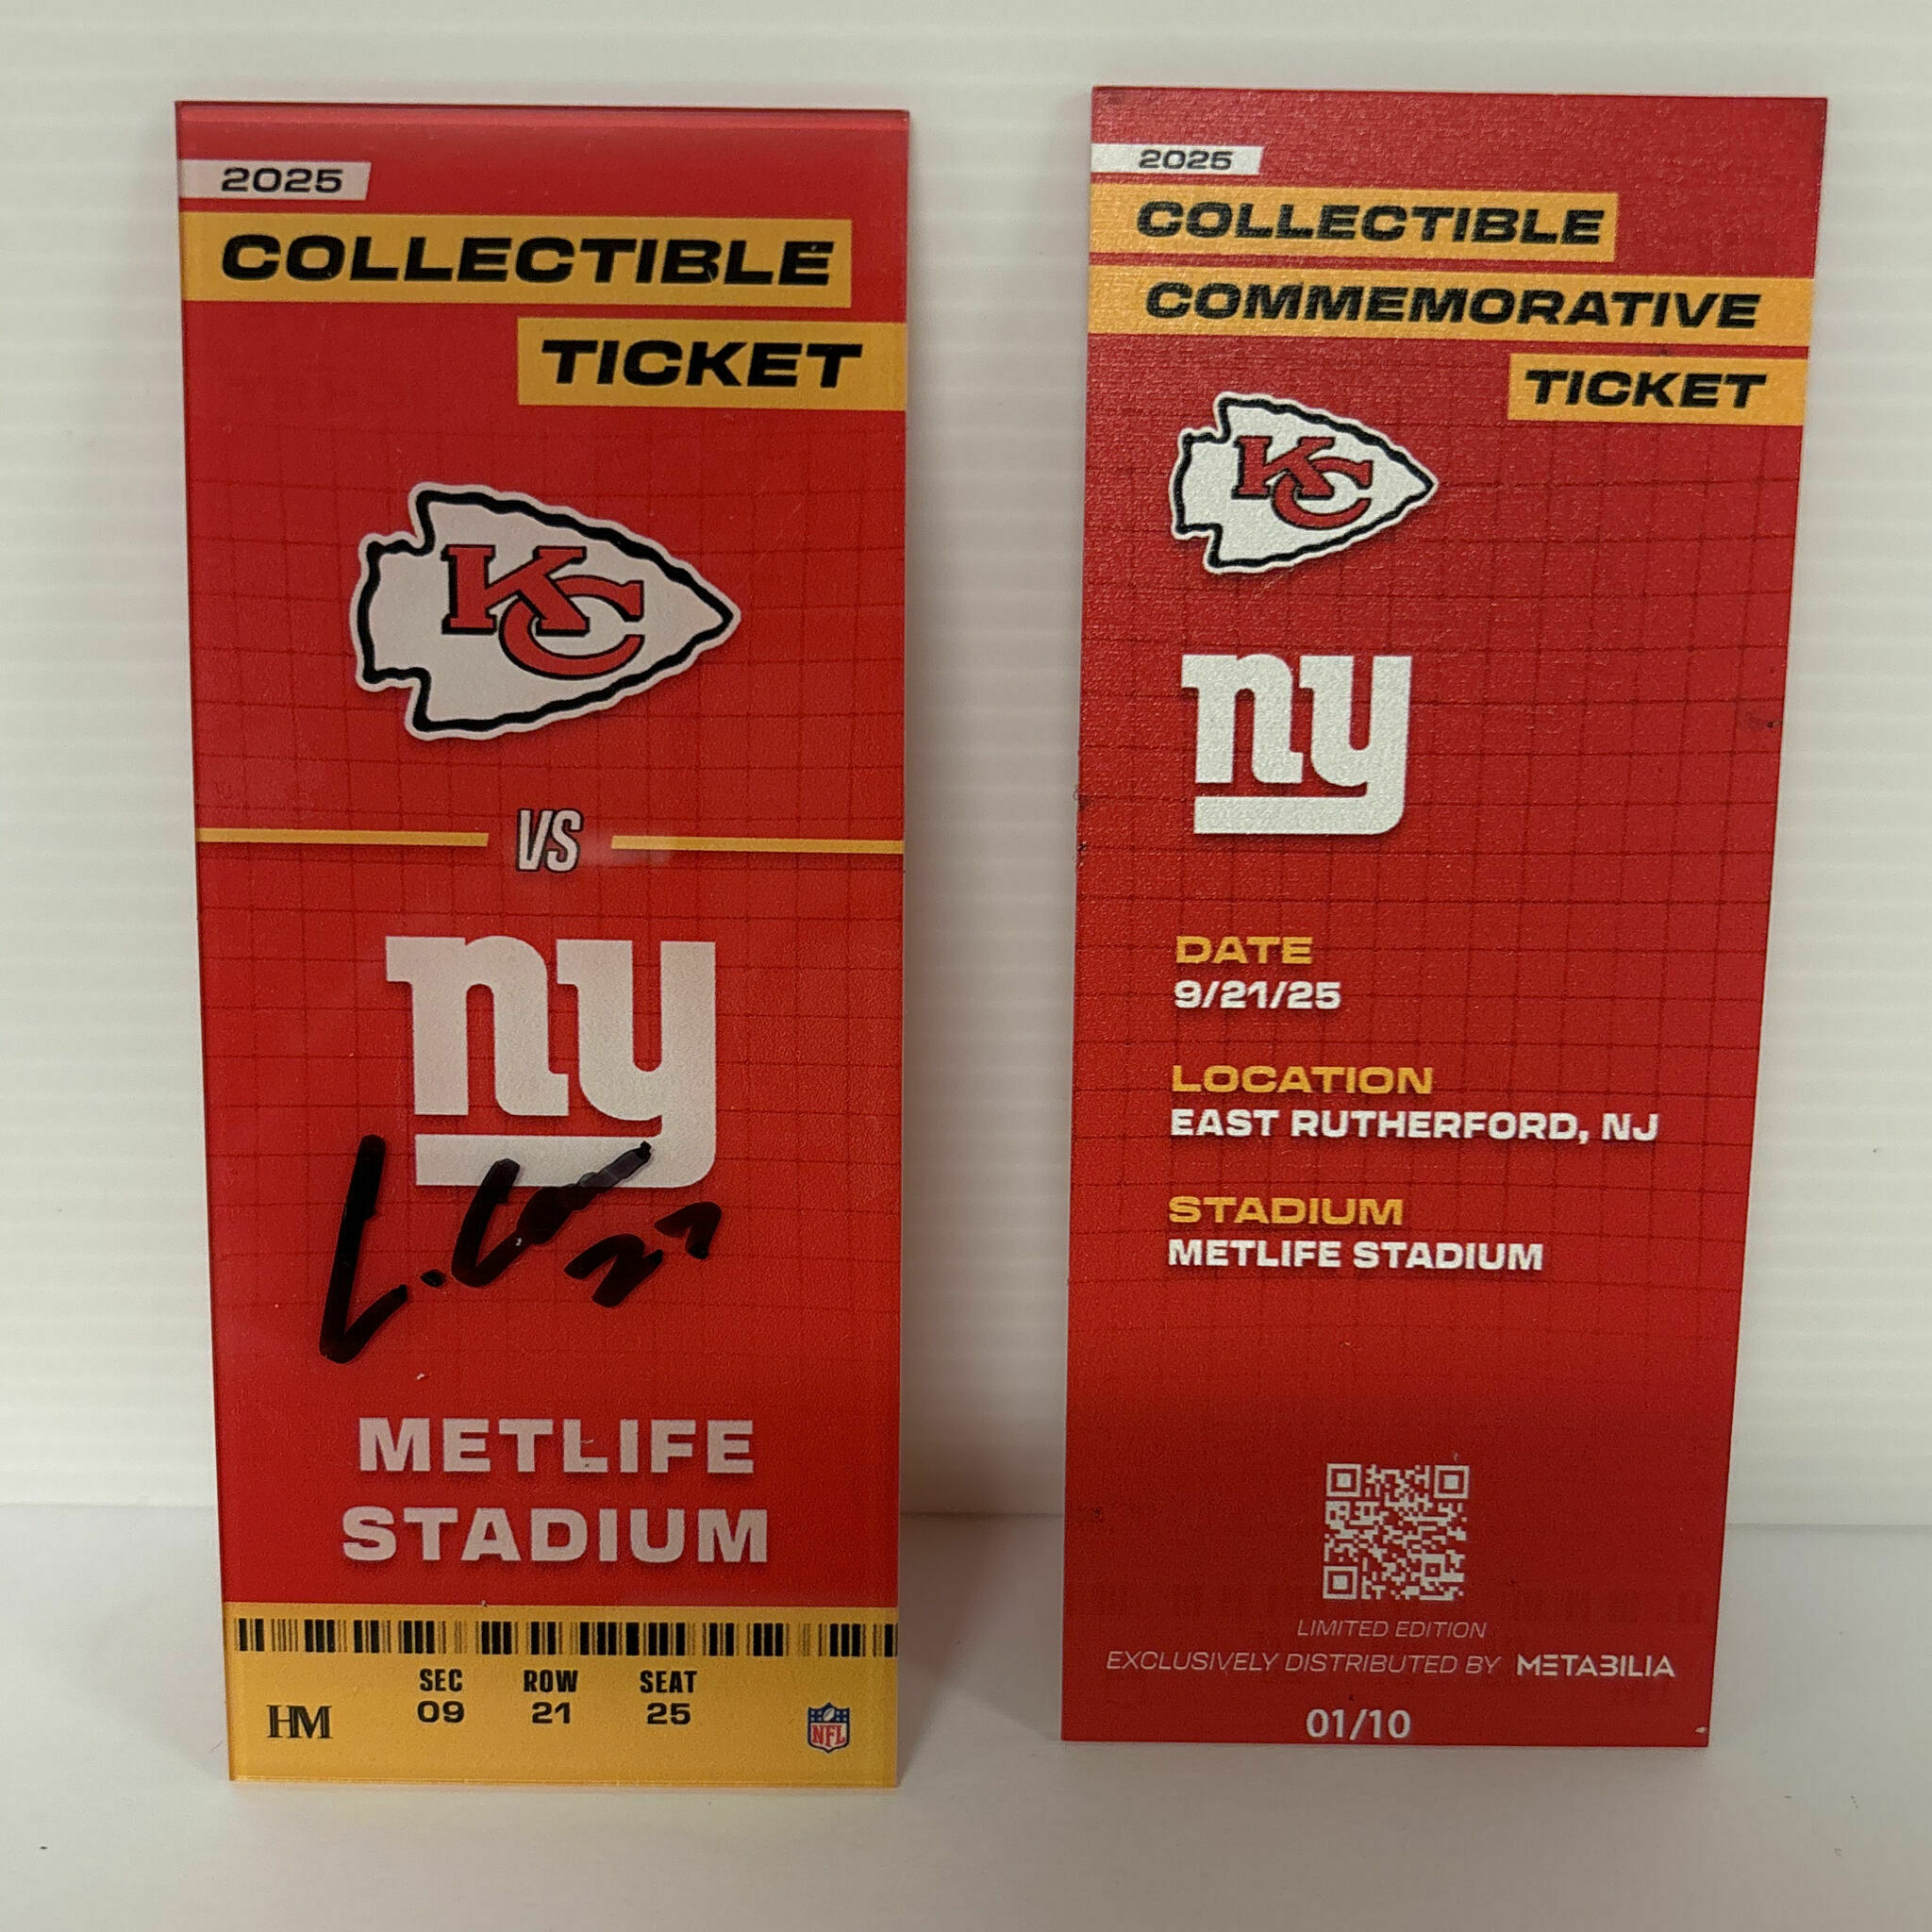 2025
COLLECTIBLE
TICKET
KC
VS
ny
METLIFE
STADIUM
SEC ROW SEAT
09 21 25
HM
NFL
2025
COLLECTIBLE
COMMEMORATIVE
TICKET
KC
ny
DATE
9/21/25
LOCATION
EAST RUTHERFORD, NJ
STADIUM
METLIFE STADIUM
LIMITED EDITION
EXCLUSIVELY DISTRIBUTED BY METABILIA
01/10